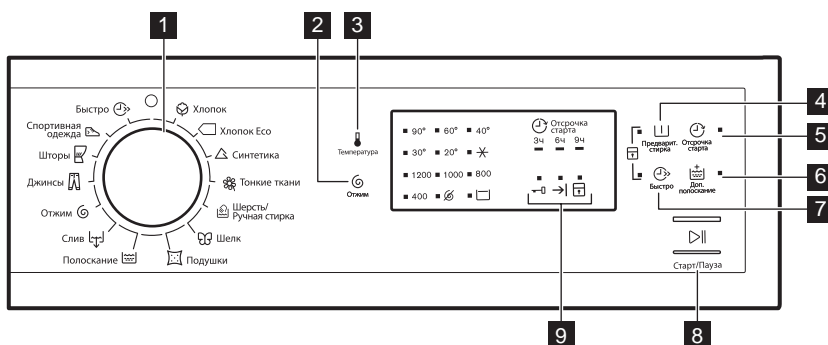 1
2
3
4
5
6
7
8
9
Быстро
Спортивная
одежда
Шторы
Джинсы
Отжим
Слив
Полоскание
Хлопок
Хлопок Eco
Синтетика
Тонкие ткани
Шерсть/
Ручная стирка
Шелк
Подушки
Температура
Отжим
90° 60° 40°
30° 20°
1200 1000 800
400
Отсрочка
старта
3ч 6ч 9ч
Предварит.
стирка
Отсрочка
старта
Быстро
Доп.
полоскание
Старт/Пауза